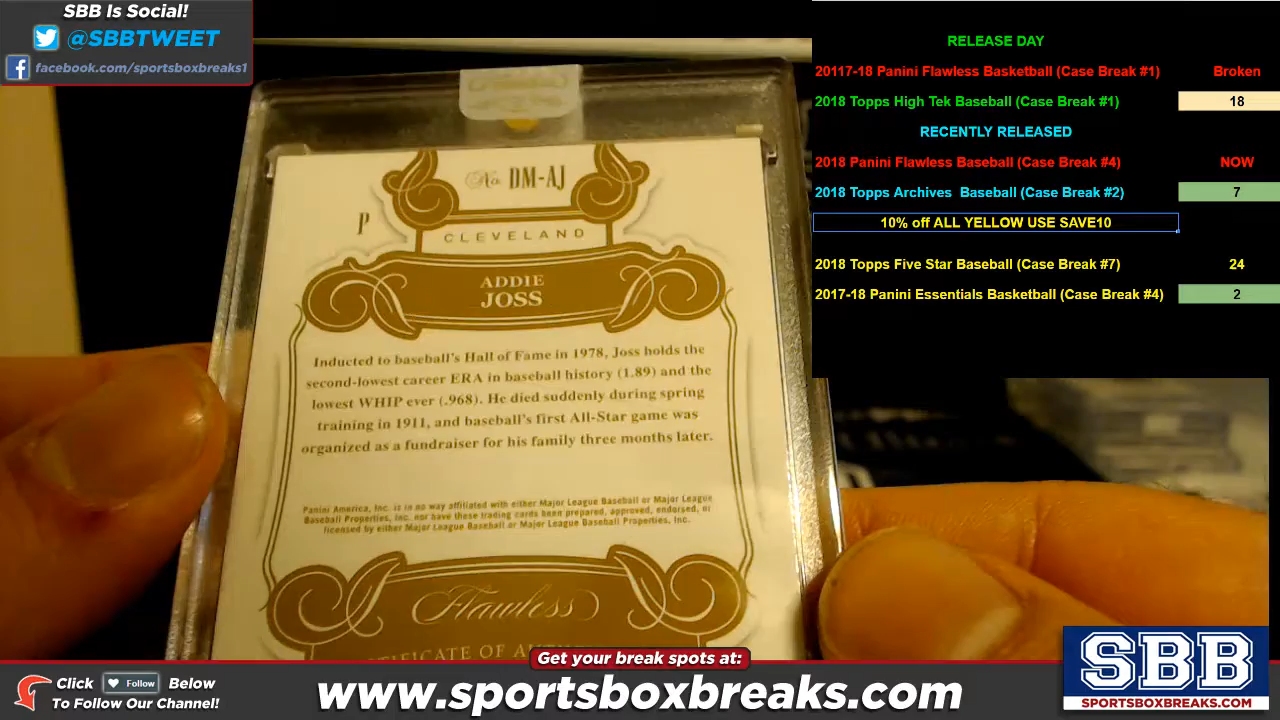 SBB Is Social!
@SBBTWEET
facebook.com/sportsboxbreaks1
RELEASE DAY
20117-18 Panini Flawless Basketball (Case Break #1) Broken
2018 Topps High Tek Baseball (Case Break #1) 18
RECENTLY RELEASED
2018 Panini Flawless Baseball (Case Break #4) NOW
2018 Topps Archives Baseball (Case Break #2) 7
10% off ALL YELLOW USE SAVE10
2018 Topps Five Star Baseball (Case Break #7) 24
2017-18 Panini Essentials Basketball (Case Break #4) 2
No. DM-AJ
P
CLEVELAND
ADDIE
JOSS
Inducted to baseball's Hall of Fame in 1978, Joss holds the
second-lowest career ERA in baseball history (1.89) and the
lowest WHIP ever (.968). He died suddenly during spring
training in 1911, and baseball's first All-Star game was
organized as a fundraiser for his family three months later.
Panini America, Inc. is in no way affiliated with either Major League Baseball or Major League
Baseball Properties, Inc. nor have these trading cards been prepared, approved, endorsed, or
licensed by either Major League Baseball or Major League Baseball Properties, Inc.
Flawless
Get your break spots at:
Click Follow Below
To Follow Our Channel!
www.sportsboxbreaks.com
SBB
SPORTSBOXBREAKS.COM